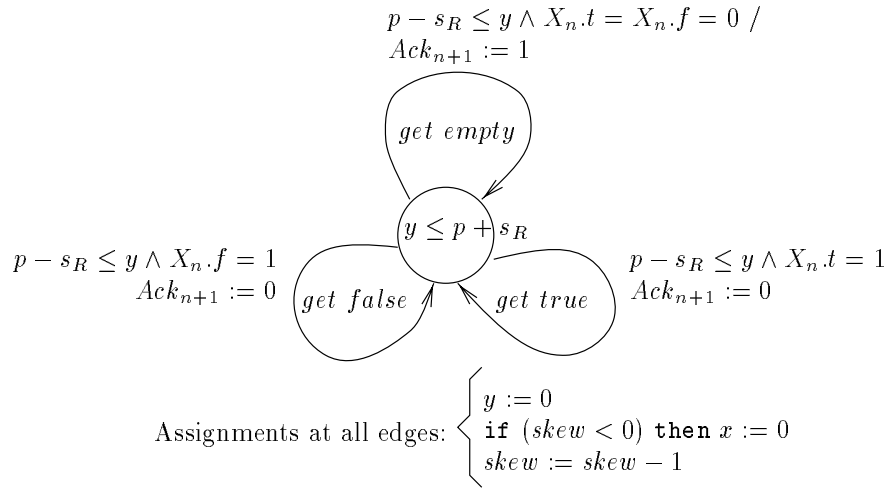 p − s_R ≤ y ∧ X_n.t = X_n.f = 0 /
Ack_{n+1} := 1
get empty
y ≤ p + s_R
p − s_R ≤ y ∧ X_n.f = 1
Ack_{n+1} := 0
get false
get true
p − s_R ≤ y ∧ X_n.t = 1
Ack_{n+1} := 0
Assignments at all edges:
y := 0
if (skew < 0) then x := 0
skew := skew − 1